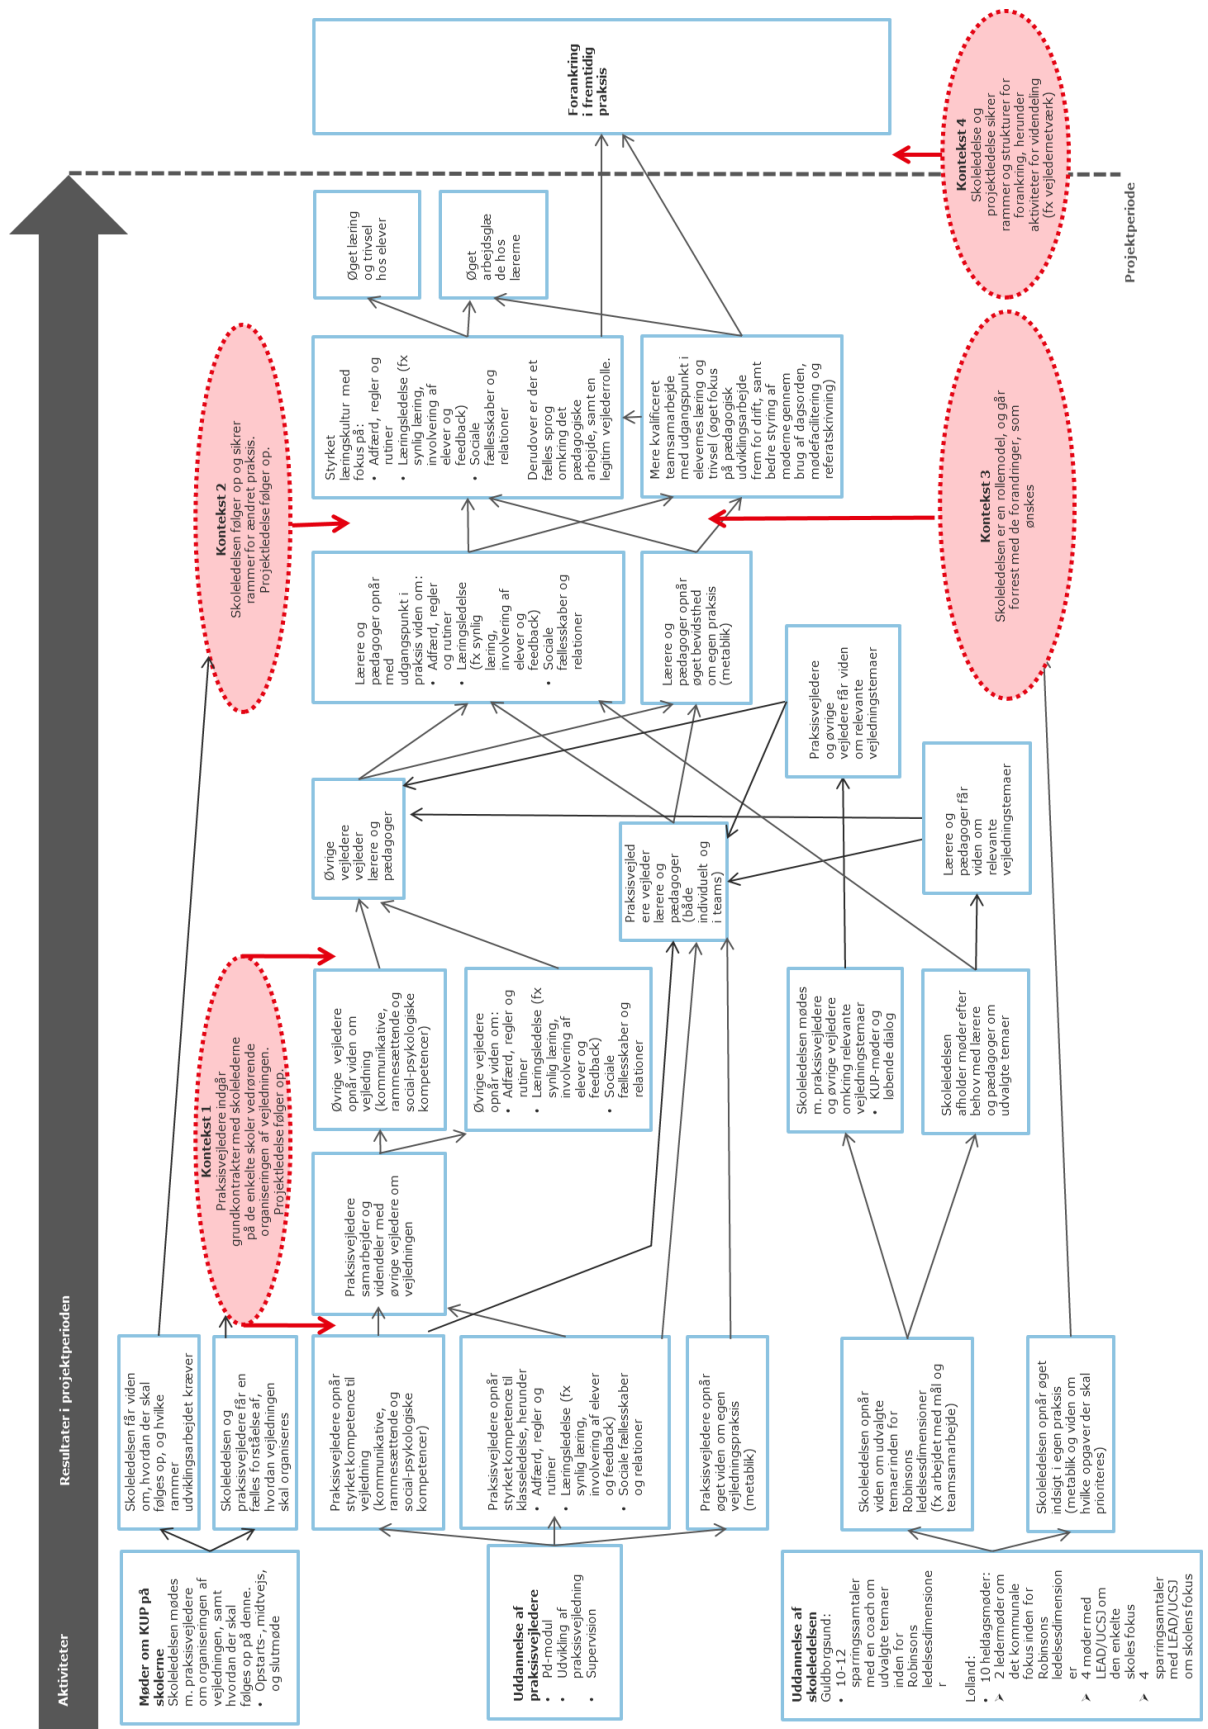 Aktiviteter
Resultater i projektperioden
Møder om KUP på
skolerne
Skoleledelsen mødes
m. praksisvejledere
om organiseringen af
vejledningen, samt
hvordan der skal
følges op på denne.
• Opstarts-, midtvejs,
og slutmøde
Uddannelse af
praksisvejledere
• Pd-modul
• Udvikling af
praksisvejledning
• Supervision
Uddannelse af
skoleledelsen
Guldborgsund:
• 10-12
sparringssamtaler
med en coach om
udvalgte temaer
inden for
Robinsons
ledelsesdimensione
r
Lolland:
• 10 heldagsmøder:
➢ 2 ledermøder om
det kommunale
fokus inden for
Robinsons
ledelsesdimension
er
➢ 4 møder med
LEAD/UCSJ om
den enkelte
skoles fokus
➢ 4
sparringsamtaler
med LEAD/UCSJ
om skolens fokus
Skoleledelsen får viden
om, hvordan der skal
følges op, og hvilke
rammer
udviklingsarbejdet kræver
Skoleledelsen og
praksisvejledere får en
fælles forståelse af,
hvordan vejledningen
skal organiseres
Praksisvejledere opnår
styrket kompetence til
vejledning
(kommunikative,
rammesættende og
social-psykologiske
kompetencer)
Praksisvejledere opnår
styrket kompetence til
klasseledelse, herunder
• Adfærd, regler og
rutiner
• Læringsledelse (fx
synlig læring,
involvering af elever
og feedback)
• Sociale fællesskaber
og relationer
Praksisvejledere opnår
øget viden om egen
vejledningspraksis
(metablik)
Skoleledelsen opnår
viden om udvalgte
temaer inden for
Robinsons
ledelsesdimensioner
(fx arbejdet med mål og
teamsamarbejde)
Skoleledelsen opnår øget
indsigt i egen praksis
(metablik og viden om
hvilke opgaver der skal
prioriteres)
Kontekst 1
Praksisvejledere indgår
grundkontrakter med skolelederne
på de enkelte skoler vedrørende
organiseringen af vejledningen.
Projektledelse følger op.
Praksisvejledere
samarbejder og
videndeler med
øvrige vejledere om
vejledningen
Øvrige vejledere
opnår viden om
vejledning
(kommunikative,
rammesættende og
social-psykologiske
kompetencer)
Øvrige vejledere
opnår viden om:
• Adfærd, regler og
rutiner
• Læringsledelse (fx
synlig læring,
involvering af
elever og
feedback)
• Sociale
fællesskaber og
relationer
Skoleledelsen mødes
m. praksisvejledere
og øvrige vejledere
omkring relevante
vejledningstemaer
• KUP-møder og
løbende dialog
Skoleledelsen
afholder møder efter
behov med lærere
og pædagoger om
udvalgte temaer
Øvrige
vejledere
vejleder
lærere og
pædagoger
Praksisvejled
ere vejleder
lærere og
pædagoger
(både
individuelt og
i teams)
Praksisvejledere
og øvrige
vejledere får viden
om relevante
vejledningstemaer
Lærere og
pædagoger får
viden om
relevante
vejledningstemaer
Kontekst 2
Skoleledelsen følger op og sikrer
rammer for ændret praksis.
Projektledelse følger op.
Lærere og
pædagoger opnår
med
udgangspunkt i
praksis viden om:
• Adfærd, regler
og rutiner
• Læringsledelse
(fx synlig
læring,
involvering af
elever og
feedback)
• Sociale
fællesskaber og
relationer
Lærere og
pædagoger opnår
øget bevidsthed
om egen praksis
(metablik)
Kontekst 3
Skoleledelsen er en rollemodel, og går
forrest med de forandringer, som
ønskes
Styrket
læringskultur med
fokus på:
• Adfærd, regler og
rutiner
• Læringsledelse (fx
synlig læring,
involvering af
elever og
feedback)
• Sociale
fællesskaber og
relationer
Derudover er der et
fælles sprog
omkring det
pædagogiske
arbejde, samt en
legitim vejlederrolle.
Mere kvalificeret
teamsamarbejde
med udgangspunkt i
elevernes læring og
trivsel (øget fokus
på pædagogisk
udviklingsarbejde
frem for drift, samt
bedre styring af
møderne gennem
brug af dagsorden,
mødefacilitering og
referatskrivning)
Øget læring
og trivsel
hos elever
Øget
arbejdsglæ
de hos
lærerne
Forankring
i fremtidig
praksis
Kontekst 4
Skoleledelse og
projektledelse sikrer
rammer og strukturer for
forankring, herunder
aktiviteter for videndeling
(fx vejledernetværk)
Projektperiode